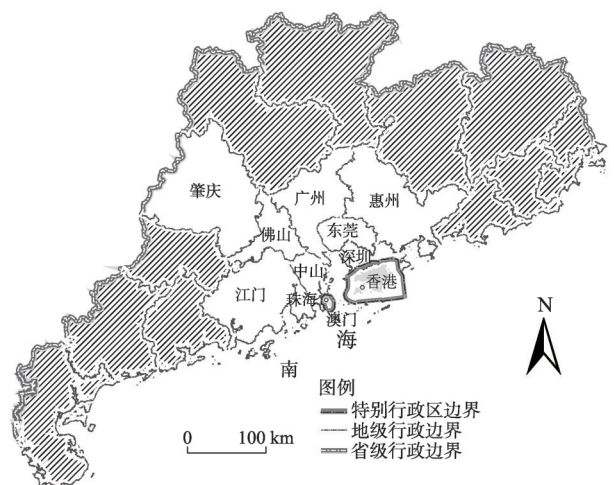 肇庆
广州
惠州
佛山
东莞
深圳
中山
香港
江门
珠海
澳门
海
南
N
图例
特别行政区边界
地级行政边界
省级行政边界
0 100 km